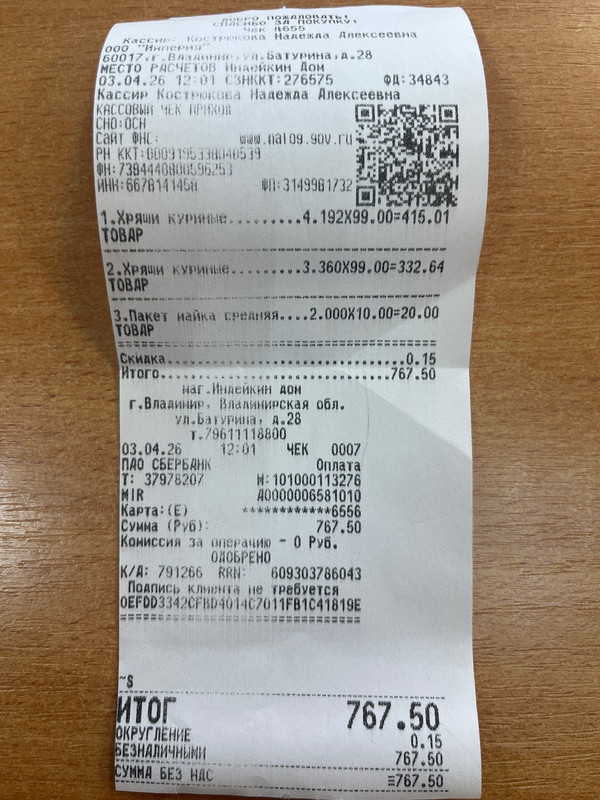 ДОБРО ПОЖАЛОВАТЬ!
СПАСИБО ЗА ПОКУПКУ!
Чек №655
Кассир: Кострюкова Надежда Алексеевна
ООО "Империя"
60017,г.Владимир,ул.Батурина,д.28
МЕСТО РАСЧЕТОВ Индейкин Дом
03.04.26 12:01 СЗНККТ:276575 ФД:34843
Кассир Кострюкова Надежда Алексеевна
КАССОВЫЙ ЧЕК ПРИХОД
СНО:ОСН
Сайт ФНС: www.nalog.gov.ru
РН ККТ:0009195338040539
ФН:7384440800596253
ИНН:6678141450 ФП:3149981732
1.Хрящи куриные.........4.192X99.00=415.01
ТОВАР
2.Хрящи куриные.........3.360X99.00=332.64
ТОВАР
3.Пакет майка средняя....2.000X10.00=20.00
ТОВАР
Скидка..............................0.15
Итого.............................767.50
маг.Индейкин дом
г.Владимир, Владимирская обл.
ул.Батурина, д.28
т.79611118800
03.04.26 12:01 ЧЕК 0007
ПАО СБЕРБАНК Оплата
Т: 37978207 М:101000113276
MIR A0000006581010
Карта:(E) ************6556
Сумма (Руб): 767.50
Комиссия за операцию - 0 Руб.
ОДОБРЕНО
К/А: 791266 RRN: 609303786043
Подпись клиента не требуется
0EFDD3342CFBD4014C7011FB1C41819E
~S
ИТОГ 767.50
ОКРУГЛЕНИЕ 0.15
БЕЗНАЛИЧНЫМИ 767.50
СУММА БЕЗ НДС ≡767.50